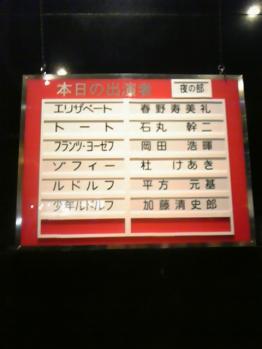 本日の出演者 夜の部
エリザベート 春野寿美礼
トート 石丸幹二
フランツ・ヨーゼフ 岡田浩暉
ゾフィー 杜けあき
ルドルフ 平方元基
少年ルドルフ 加藤清史郎